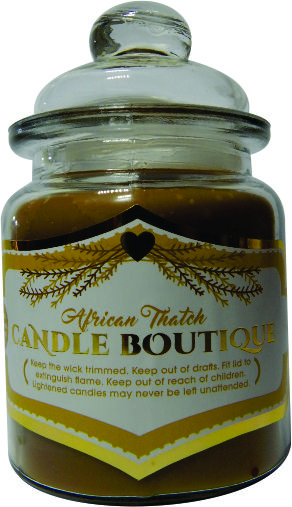 African Thatch
CANDLE BOUTIQUE
(Keep the wick trimmed. Keep out of drafts. Fit lid to
extinguish flame. Keep out of reach of children.
Lightened candles may never be left unattended.)